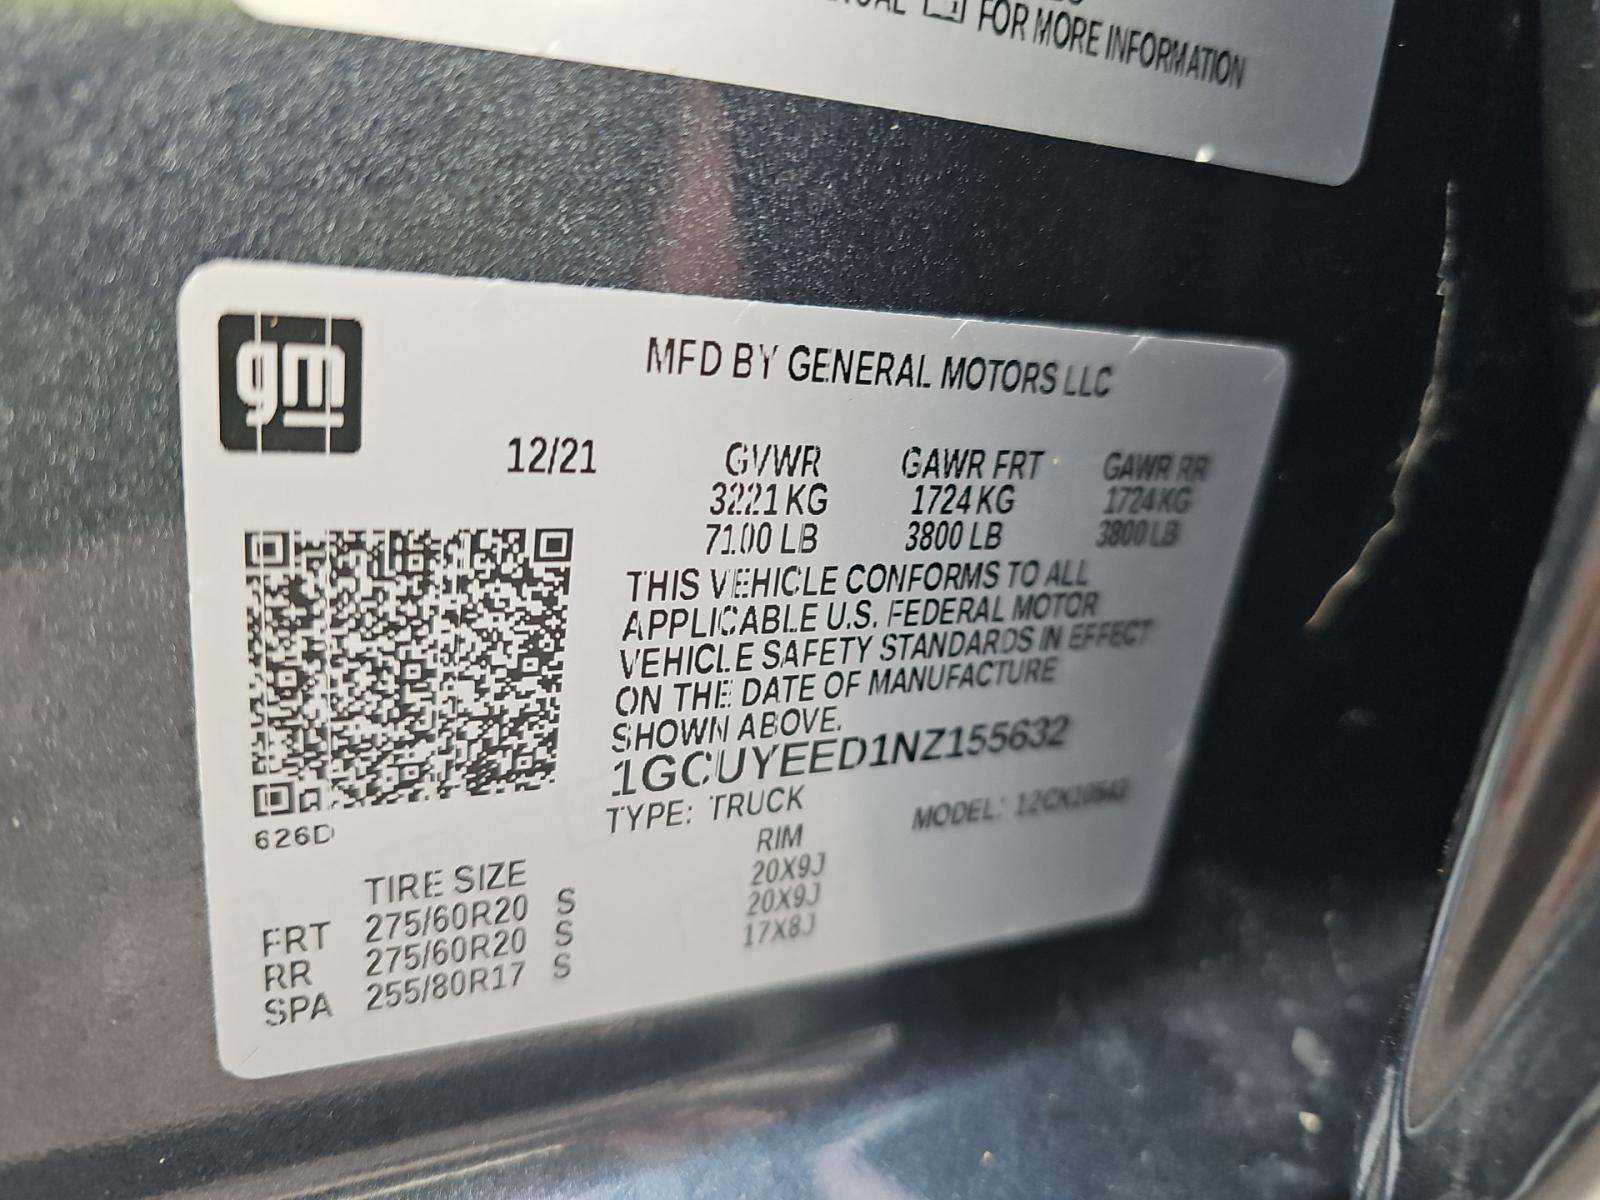 FOR MORE INFORMATION
gm
MFD BY GENERAL MOTORS LLC
12/21 GVWR GAWR FRT GAWR RR
3221 KG 1724 KG 1724 KG
7100 LB 3800 LB 3800 LB
THIS VEHICLE CONFORMS TO ALL
APPLICABLE U.S. FEDERAL MOTOR
VEHICLE SAFETY STANDARDS IN EFFECT
ON THE DATE OF MANUFACTURE
SHOWN ABOVE.
1GCUYEED1NZ155632
TYPE: TRUCK MODEL:
626D
TIRE SIZE RIM
FRT 275/60R20 S 20X9J
RR 275/60R20 S 20X9J
SPA 255/80R17 S 17X8J